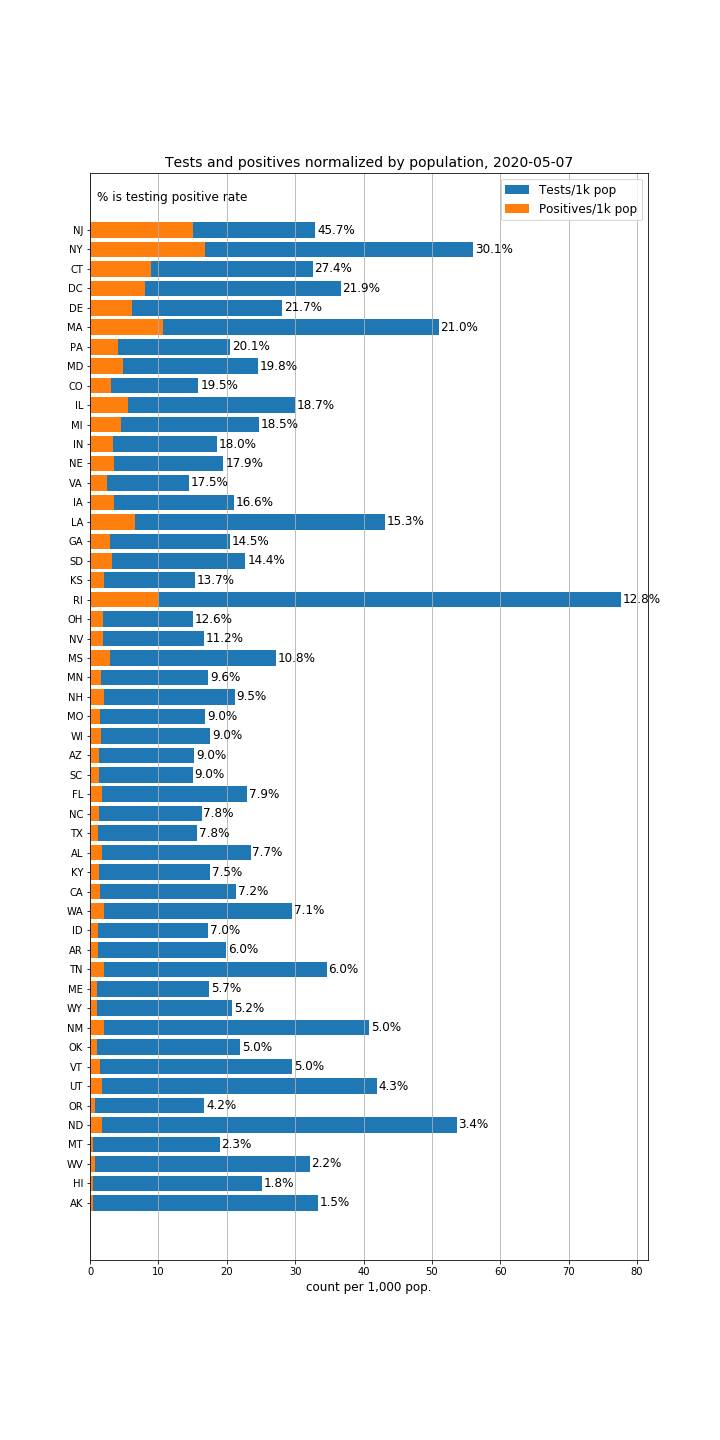 Tests and positives normalized by population, 2020-05-07
% is testing positive rate
Tests/1k pop
Positives/1k pop
NJ 45.7%
NY 30.1%
CT 27.4%
DC 21.9%
DE 21.7%
MA 21.0%
PA 20.1%
MD 19.8%
CO 19.5%
IL 18.7%
MI 18.5%
IN 18.0%
NE 17.9%
VA 17.5%
IA 16.6%
LA 15.3%
GA 14.5%
SD 14.4%
KS 13.7%
RI 12.8%
OH 12.6%
NV 11.2%
MS 10.8%
MN 9.6%
NH 9.5%
MO 9.0%
WI 9.0%
AZ 9.0%
SC 9.0%
FL 7.9%
NC 7.8%
TX 7.8%
AL 7.7%
KY 7.5%
CA 7.2%
WA 7.1%
ID 7.0%
AR 6.0%
TN 6.0%
ME 5.7%
WY 5.2%
NM 5.0%
OK 5.0%
VT 5.0%
UT 4.3%
OR 4.2%
ND 3.4%
MT 2.3%
WV 2.2%
HI 1.8%
AK 1.5%
0 10 20 30 40 50 60 70 80
count per 1,000 pop.